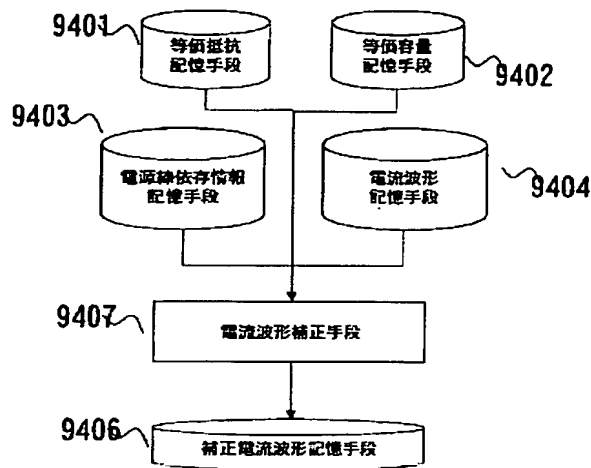 9401
等価抵抗
記憶手段
等価容量
記憶手段
9402
9403
電源線依存情報
記憶手段
電流波形
記憶手段
9404
9407
電流波形補正手段
9406
補正電流波形記憶手段